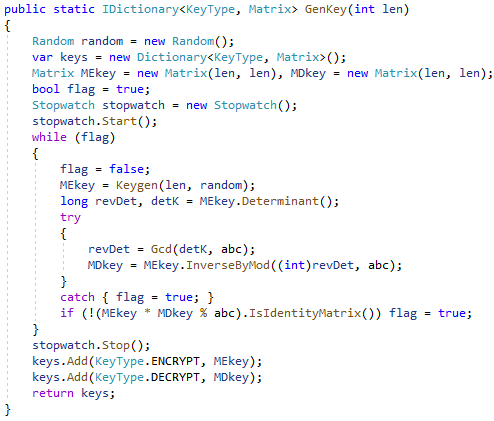 public static IDictionary<KeyType, Matrix> GenKey(int len)
{
    Random random = new Random();
    var keys = new Dictionary<KeyType, Matrix>();
    Matrix MEkey = new Matrix(len, len), MDkey = new Matrix(len, len);
    bool flag = true;
    Stopwatch stopwatch = new Stopwatch();
    stopwatch.Start();
    while (flag)
    {
        flag = false;
        MEkey = Keygen(len, random);
        long revDet, detK = MEkey.Determinant();
        try
        {
            revDet = Gcd(detK, abc);
            MDkey = MEkey.InverseByMod((int)revDet, abc);
        }
        catch { flag = true; }
        if (!(MEkey * MDkey % abc).IsIdentityMatrix()) flag = true;
    }
    stopwatch.Stop();
    keys.Add(KeyType.ENCRYPT, MEkey);
    keys.Add(KeyType.DECRYPT, MDkey);
    return keys;
}